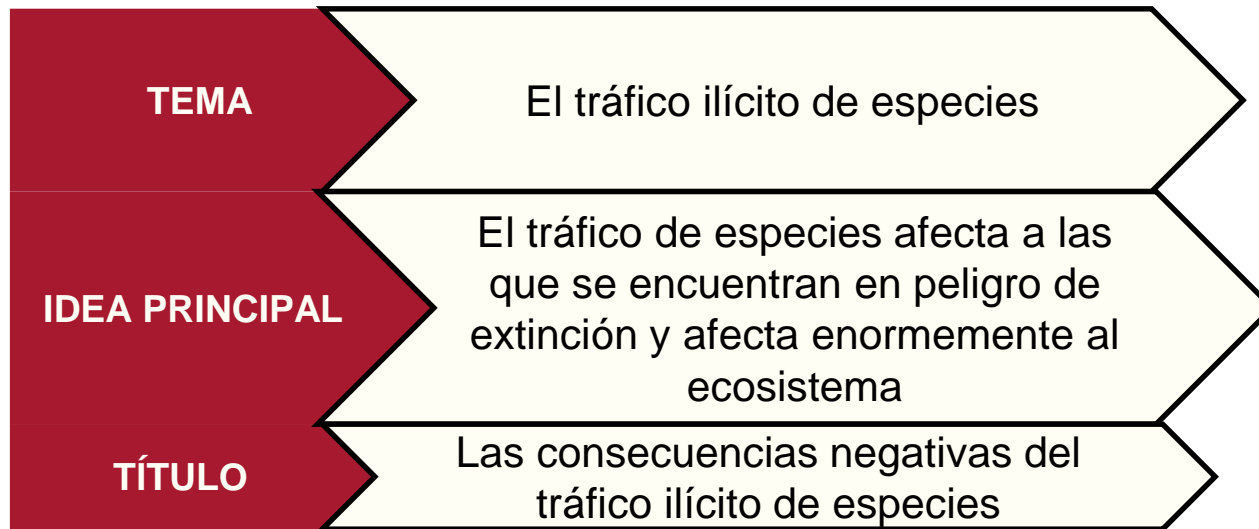 TEMA
El tráfico ilícito de especies
IDEA PRINCIPAL
El tráfico de especies afecta a las
que se encuentran en peligro de
extinción y afecta enormemente al
ecosistema
TÍTULO
Las consecuencias negativas del
tráfico ilícito de especies